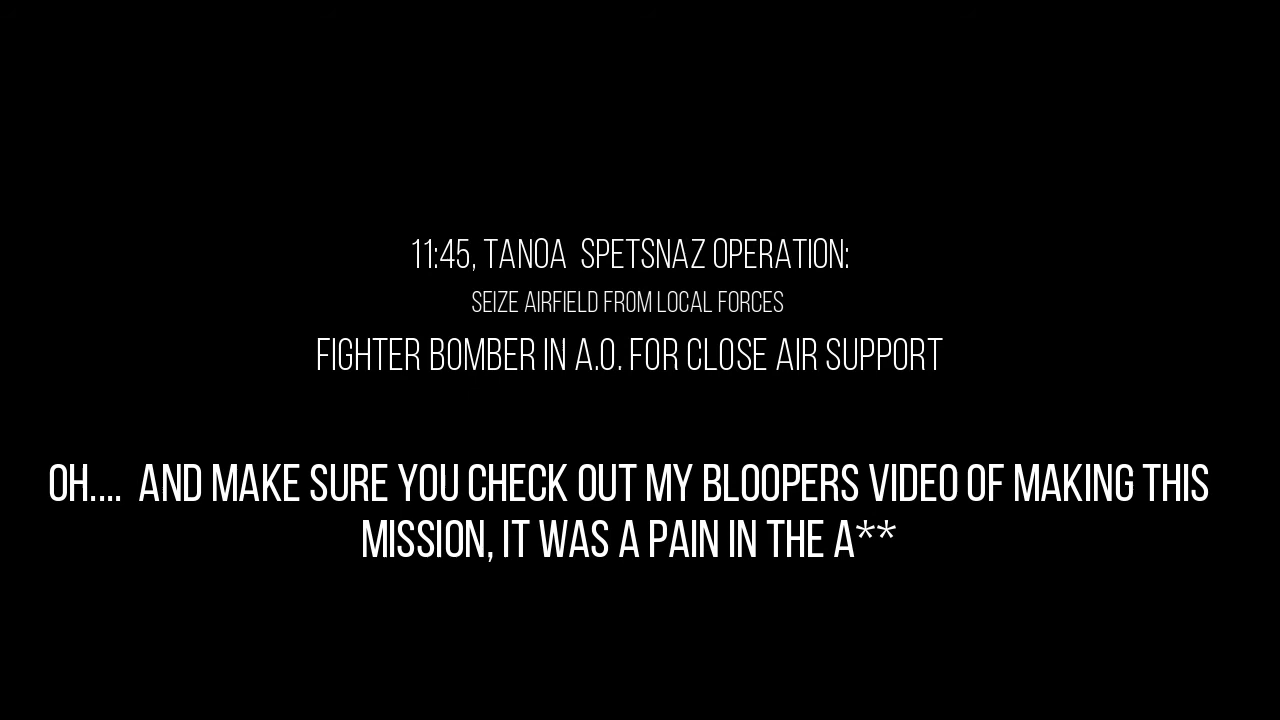 11:45, TANOA  SPETSNAZ OPERATION:
SEIZE AIRFIELD FROM LOCAL FORCES
FIGHTER BOMBER IN A.O. FOR CLOSE AIR SUPPORT
OH....  AND MAKE SURE YOU CHECK OUT MY BLOOPERS VIDEO OF MAKING THIS
MISSION, IT WAS A PAIN IN THE A**